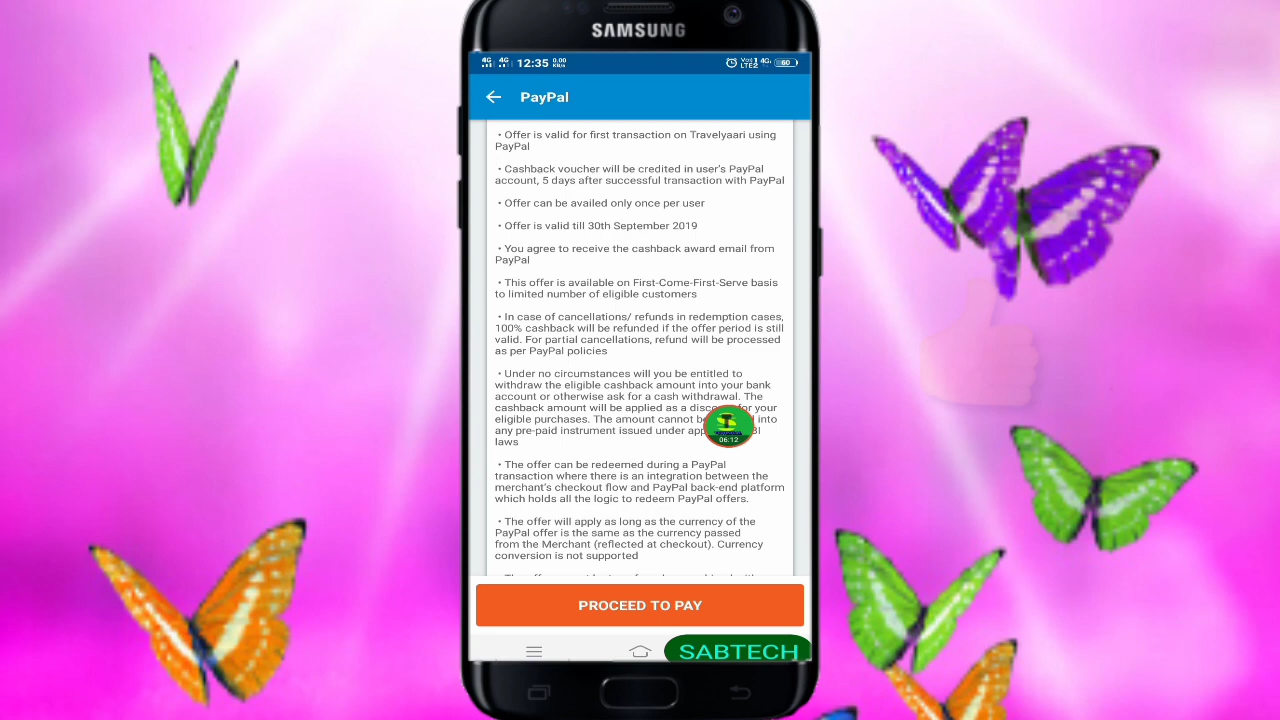 SAMSUNG
4G 4G 12:35 0.00 KB/s VoLTE2 4G 60
PayPal
• Offer is valid for first transaction on Travelyaari using
PayPal
• Cashback voucher will be credited in user's PayPal
account, 5 days after successful transaction with PayPal
• Offer can be availed only once per user
• Offer is valid till 30th September 2019
• You agree to receive the cashback award email from
PayPal
• This offer is available on First-Come-First-Serve basis
to limited number of eligible customers
• In case of cancellations/ refunds in redemption cases,
100% cashback will be refunded if the offer period is still
valid. For partial cancellations, refund will be processed
as per PayPal policies
• Under no circumstances will you be entitled to
withdraw the eligible cashback amount into your bank
account or otherwise ask for a cash withdrawal. The
cashback amount will be applied as a for your
eligible purchases. The amount cannot into
any pre-paid instrument issued under
laws
06:12
• The offer can be redeemed during a PayPal
transaction where there is an integration between the
merchant's checkout flow and PayPal back-end platform
which holds all the logic to redeem PayPal offers.
• The offer will apply as long as the currency of the
PayPal offer is the same as the currency passed
from the Merchant (reflected at checkout). Currency
conversion is not supported
PROCEED TO PAY
SABTECH